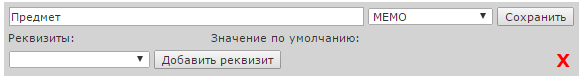 Предмет MEMO Сохранить
Реквизиты: Значение по умолчанию:
Добавить реквизит X